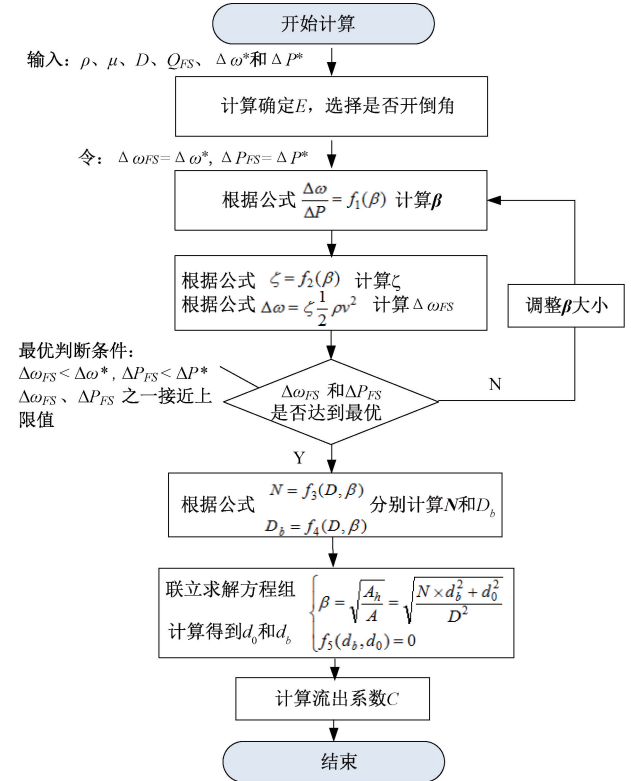 开始计算
输入：ρ、μ、D、Q_FS、Δω*和ΔP*
计算确定E，选择是否开倒角
令：Δω_FS=Δω*, ΔP_FS=ΔP*
根据公式 Δω/ΔP = f₁(β) 计算β
根据公式 ζ = f₂(β) 计算ζ
根据公式 Δω = ζ 1/2 ρv² 计算Δω_FS
调整β大小
最优判断条件：
Δω_FS < Δω*, ΔP_FS < ΔP*
Δω_FS、ΔP_FS 之一接近上
限值
Δω_FS 和ΔP_FS
是否达到最优
N
Y
根据公式 N = f₃(D, β) 分别计算N和D_b
D_b = f₄(D, β)
联立求解方程组
计算得到d₀和d_b
β = √(A_h/A) = √((N × d_b² + d₀²)/D²)
f₅(d_b, d₀) = 0
计算流出系数C
结束